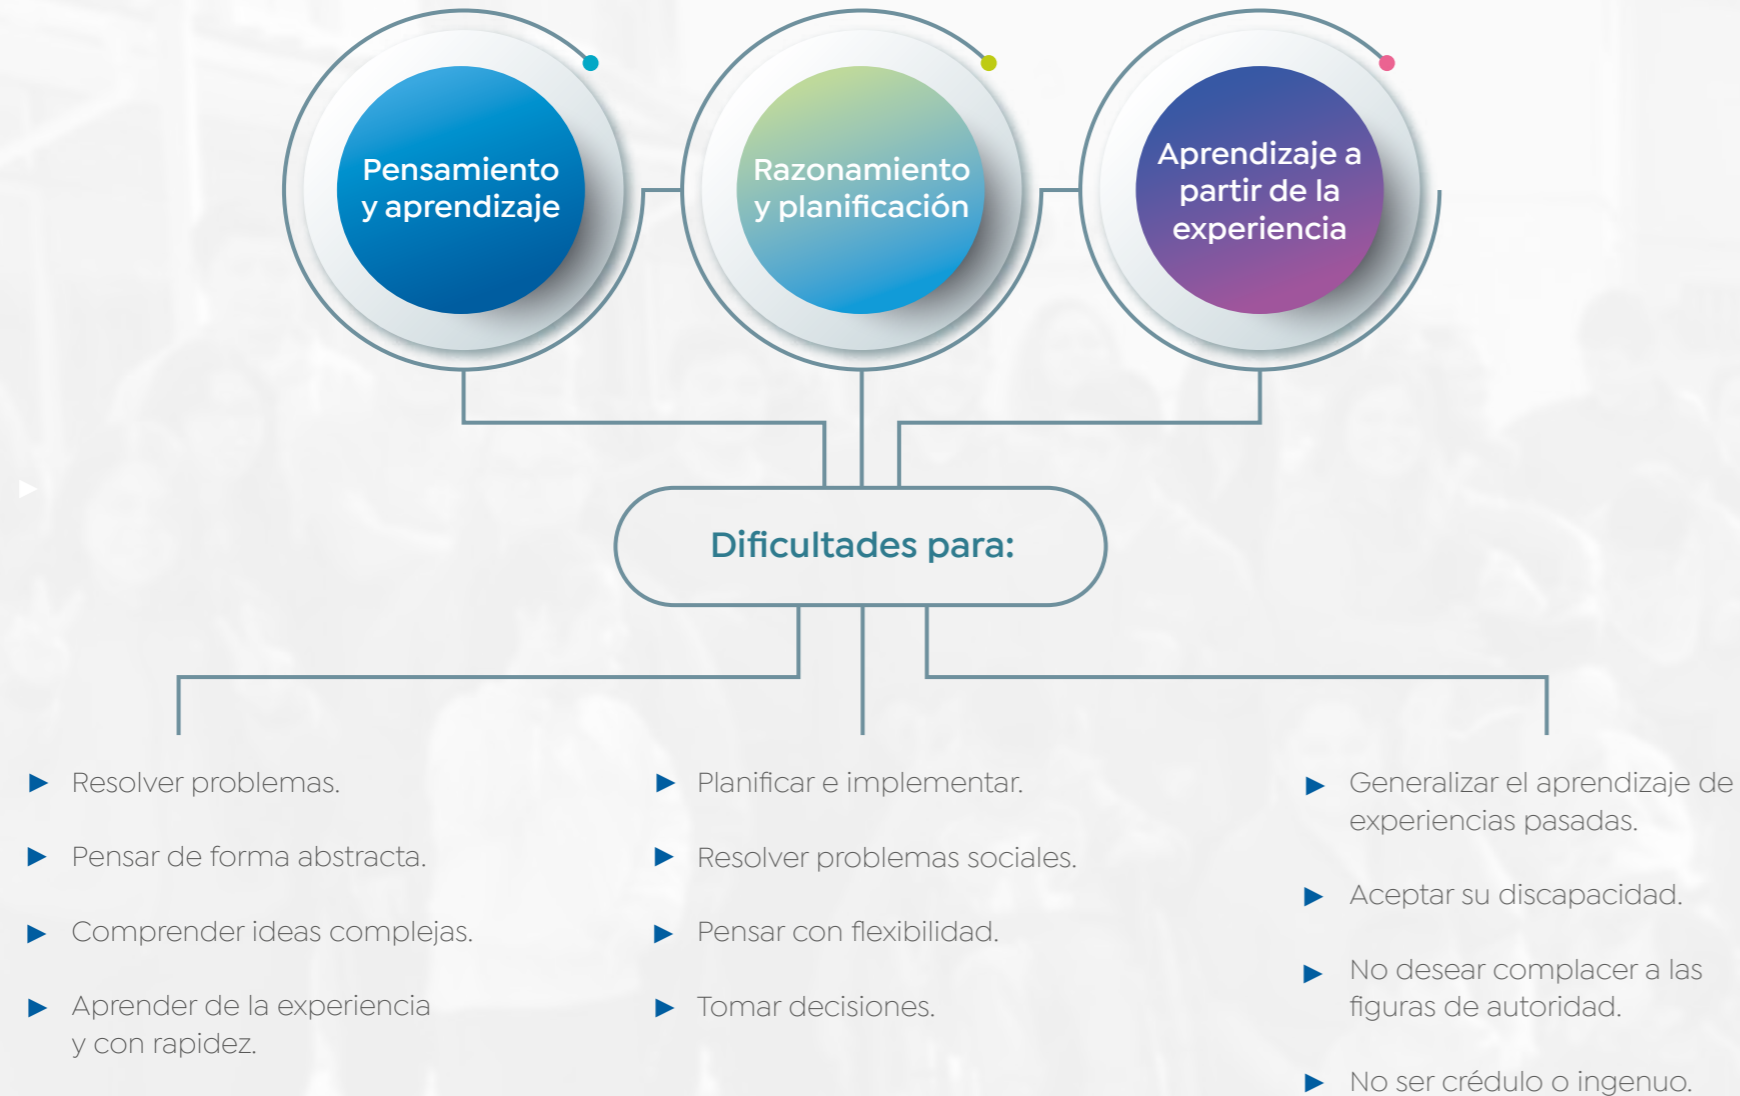 Pensamiento
y aprendizaje
Razonamiento
y planificación
Aprendizaje a
partir de la
experiencia
Dificultades para:
Resolver problemas.
Pensar de forma abstracta.
Comprender ideas complejas.
Aprender de la experiencia
y con rapidez.
Planificar e implementar.
Resolver problemas sociales.
Pensar con flexibilidad.
Tomar decisiones.
Generalizar el aprendizaje de
experiencias pasadas.
Aceptar su discapacidad.
No desear complacer a las
figuras de autoridad.
No ser crédulo o ingenuo.